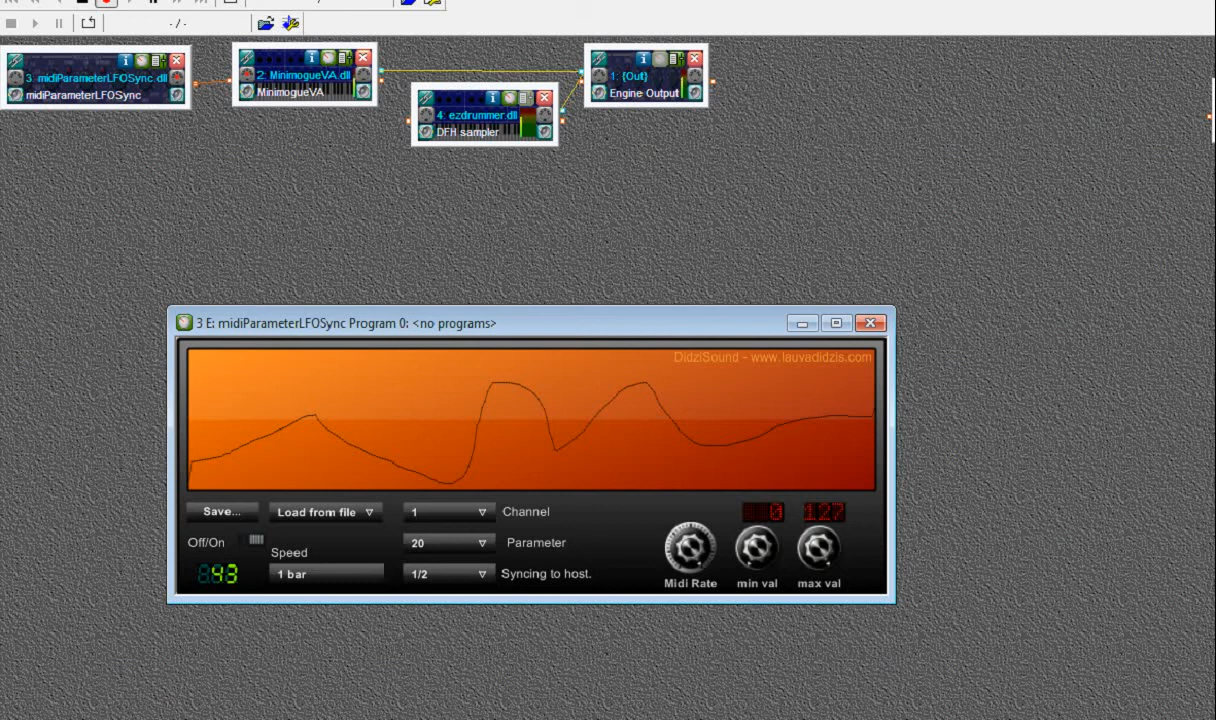 - / -
3: midiParameterLFOSync.dll
midiParameterLFOSync
2: MinimogueVA.dll
MinimogueVA
4: ezdrummer.dll
DFH sampler
1: {Out}
Engine Output
3 E: midiParameterLFOSync Program 0: <no programs>
DidziSound - www.lauvadidzis.com
Save...
Load from file
1
Channel
0
127
Off/On
Speed
20
Parameter
43
1 bar
1/2
Syncing to host.
Midi Rate
min val
max val